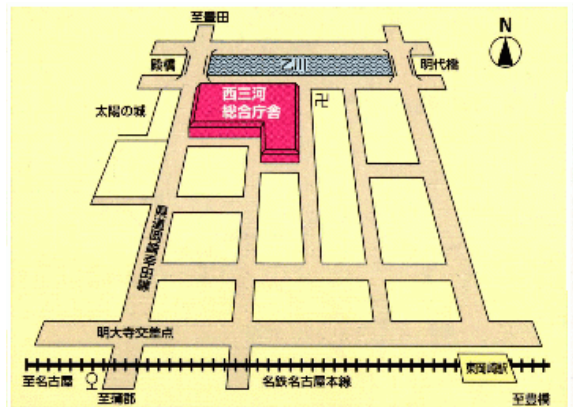 至豊田
N
殿橋
乙川
明代橋
西三河
総合庁舎
太陽の城
卍
明大寺交差点
至名古屋
名鉄名古屋本線
東岡崎駅
至蒲郡
至豊橋